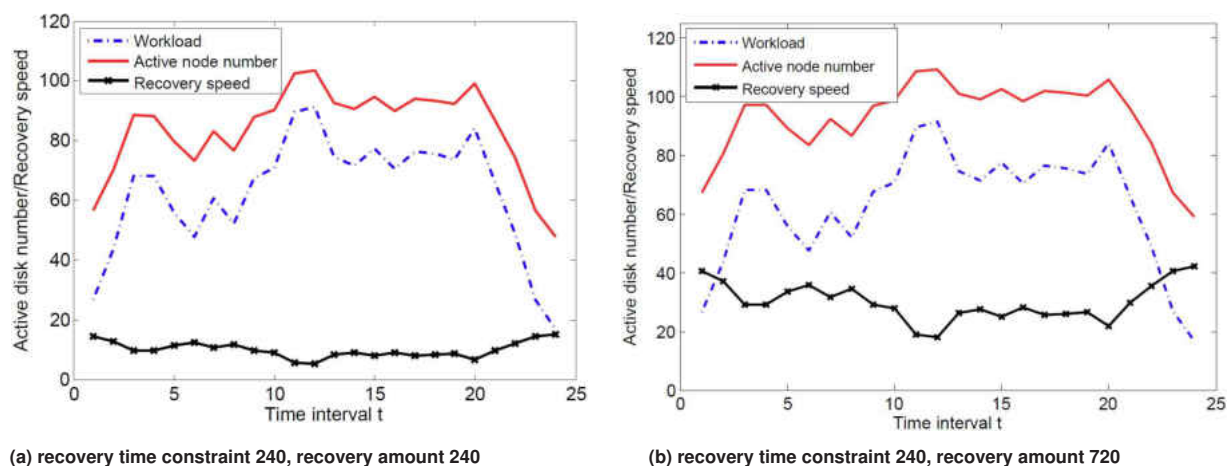 Active disk number/Recovery speed
120
100
80
60
40
20
0
Workload
Active node number
Recovery speed
0 5 10 15 20 25
Time interval t
(a) recovery time constraint 240, recovery amount 240
Active disk number/Recovery speed
120
100
80
60
40
20
0
Workload
Active node number
Recovery speed
0 5 10 15 20 25
Time interval t
(b) recovery time constraint 240, recovery amount 720